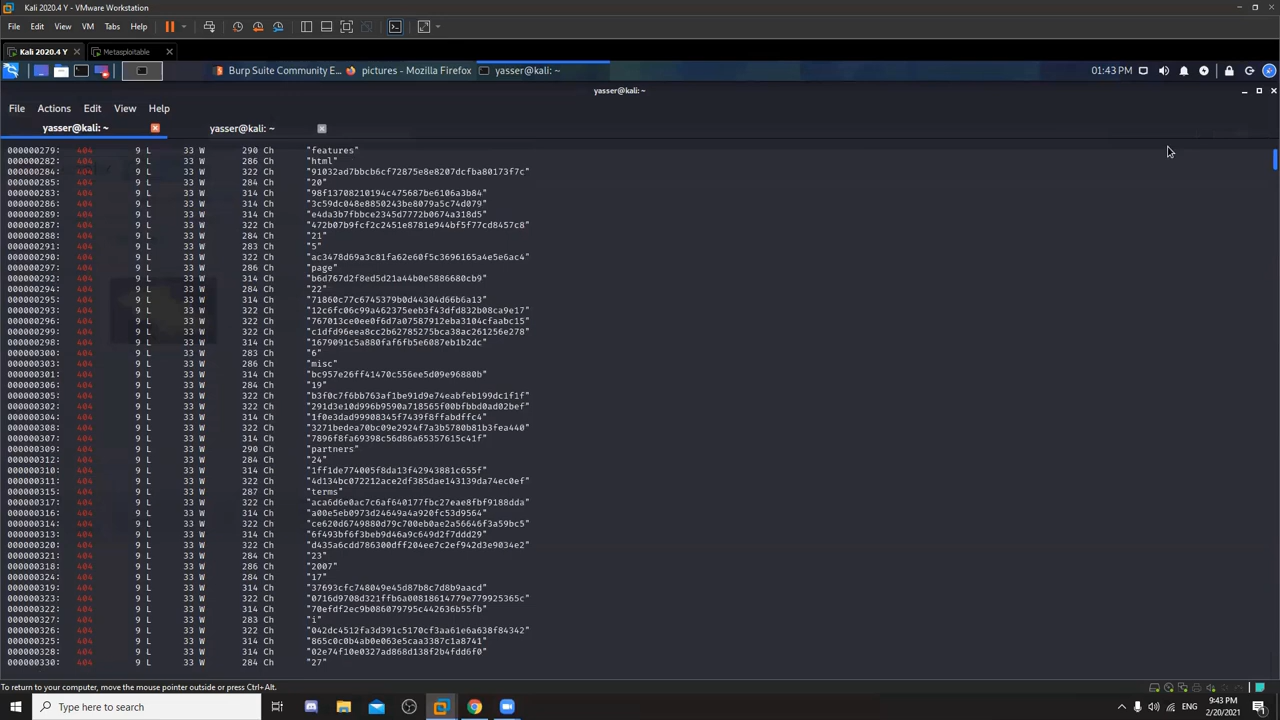 Kali 2020.4 Y - VMware Workstation
File Edit View VM Tabs Help
Kali 2020.4 Y Metasploitable
Burp Suite Community E... pictures - Mozilla Firefox yasser@kali: ~ 01:43 PM
yasser@kali: ~
File Actions Edit View Help
yasser@kali: ~ yasser@kali: ~
000000279: 404 9 L 33 W 290 Ch "features"
000000282: 404 9 L 33 W 286 Ch "html"
000000284: 404 9 L 33 W 322 Ch "91032ad7bbcb6cf72875e8e8207dcfba80173f7c"
000000285: 404 9 L 33 W 284 Ch "20"
000000283: 404 9 L 33 W 314 Ch "98f13708210194c475687be6106a3b84"
000000286: 404 9 L 33 W 314 Ch "3c59dc048e8850243be8079a5c74d079"
000000289: 404 9 L 33 W 314 Ch "e4da3b7fbbce2345d7772b0674a318d5"
000000287: 404 9 L 33 W 322 Ch "472b07b9fcf2c2451e8781e944bf5f77cd8457c8"
000000288: 404 9 L 33 W 284 Ch "21"
000000291: 404 9 L 33 W 283 Ch "5"
000000290: 404 9 L 33 W 322 Ch "ac3478d69a3c81fa62e60f5c3696165a4e5e6ac4"
000000297: 404 9 L 33 W 286 Ch "page"
000000292: 404 9 L 33 W 314 Ch "b6d767d2f8ed5d21a44b0e5886680cb9"
000000294: 404 9 L 33 W 284 Ch "22"
000000295: 404 9 L 33 W 314 Ch "71860c77c6745379b0d44304d66b6a13"
000000293: 404 9 L 33 W 322 Ch "12c6fc06c99a462375eeb3f43dfd832b08ca9e17"
000000296: 404 9 L 33 W 322 Ch "767013ce0ee0f6d7a07587912eba3104cfaabc15"
000000299: 404 9 L 33 W 322 Ch "c1dfd96eea8cc2b62785275bca38ac261256e278"
000000298: 404 9 L 33 W 314 Ch "1679091c5a880faf6fb5e6087eb1b2dc"
000000300: 404 9 L 33 W 283 Ch "6"
000000303: 404 9 L 33 W 286 Ch "misc"
000000301: 404 9 L 33 W 314 Ch "bc957e26ff41470c556ee5d09e96880b"
000000306: 404 9 L 33 W 284 Ch "19"
000000305: 404 9 L 33 W 322 Ch "b3f0c7f6bb763af1be91d9e74eabfeb199dc1f1f"
000000302: 404 9 L 33 W 322 Ch "291d3e10d996b9590a718565f00bfbbd0ad02bef"
000000304: 404 9 L 33 W 314 Ch "1f0e3dad99908345f7439f8ffabdffc4"
000000308: 404 9 L 33 W 322 Ch "3271bedea70bc09e2924f7a3b5780b81b3fea440"
000000307: 404 9 L 33 W 314 Ch "7896f8fa69398c56d86a65357615c41f"
000000309: 404 9 L 33 W 290 Ch "partners"
000000312: 404 9 L 33 W 284 Ch "24"
000000310: 404 9 L 33 W 314 Ch "1ff1de774005f8da13f42943881c655f"
000000311: 404 9 L 33 W 322 Ch "4d134bc072212ace2df385dae143139da74ec0ef"
000000315: 404 9 L 33 W 287 Ch "terms"
000000317: 404 9 L 33 W 322 Ch "aca6d6e0ac7c6af640177fbc27eae8fbf9188dda"
000000316: 404 9 L 33 W 314 Ch "a00e5eb0973d24649a4a920fc53d9564"
000000314: 404 9 L 33 W 322 Ch "ce620d6749880d79c700eb0ae2a56646f3a59bc5"
000000313: 404 9 L 33 W 314 Ch "6f493bf6f3beb9d46a9c649d2f7ddd29"
000000320: 404 9 L 33 W 322 Ch "d435a6cdd786300dff204ee7c2ef942d3e9034e2"
000000321: 404 9 L 33 W 284 Ch "23"
000000318: 404 9 L 33 W 286 Ch "2007"
000000324: 404 9 L 33 W 284 Ch "17"
000000319: 404 9 L 33 W 314 Ch "37693cfc748049e45d87b8c7d8b9aacd"
000000323: 404 9 L 33 W 322 Ch "0716d9708d321ffb6a00818614779e779925365c"
000000322: 404 9 L 33 W 314 Ch "70efdf2ec9b086079795c442636b55fb"
000000327: 404 9 L 33 W 283 Ch "i"
000000326: 404 9 L 33 W 322 Ch "042dc4512fa3d391c5170cf3aa61e6a638f84342"
000000325: 404 9 L 33 W 314 Ch "865c0c0b4ab0e063e5caa3387c1a8741"
000000328: 404 9 L 33 W 314 Ch "02e74f10e0327ad868d138f2b4fdd6f0"
000000330: 404 9 L 33 W 284 Ch "27"
To return to your computer, move the mouse pointer outside or press Ctrl+Alt.
Type here to search ENG 9:43 PM
2/20/2021